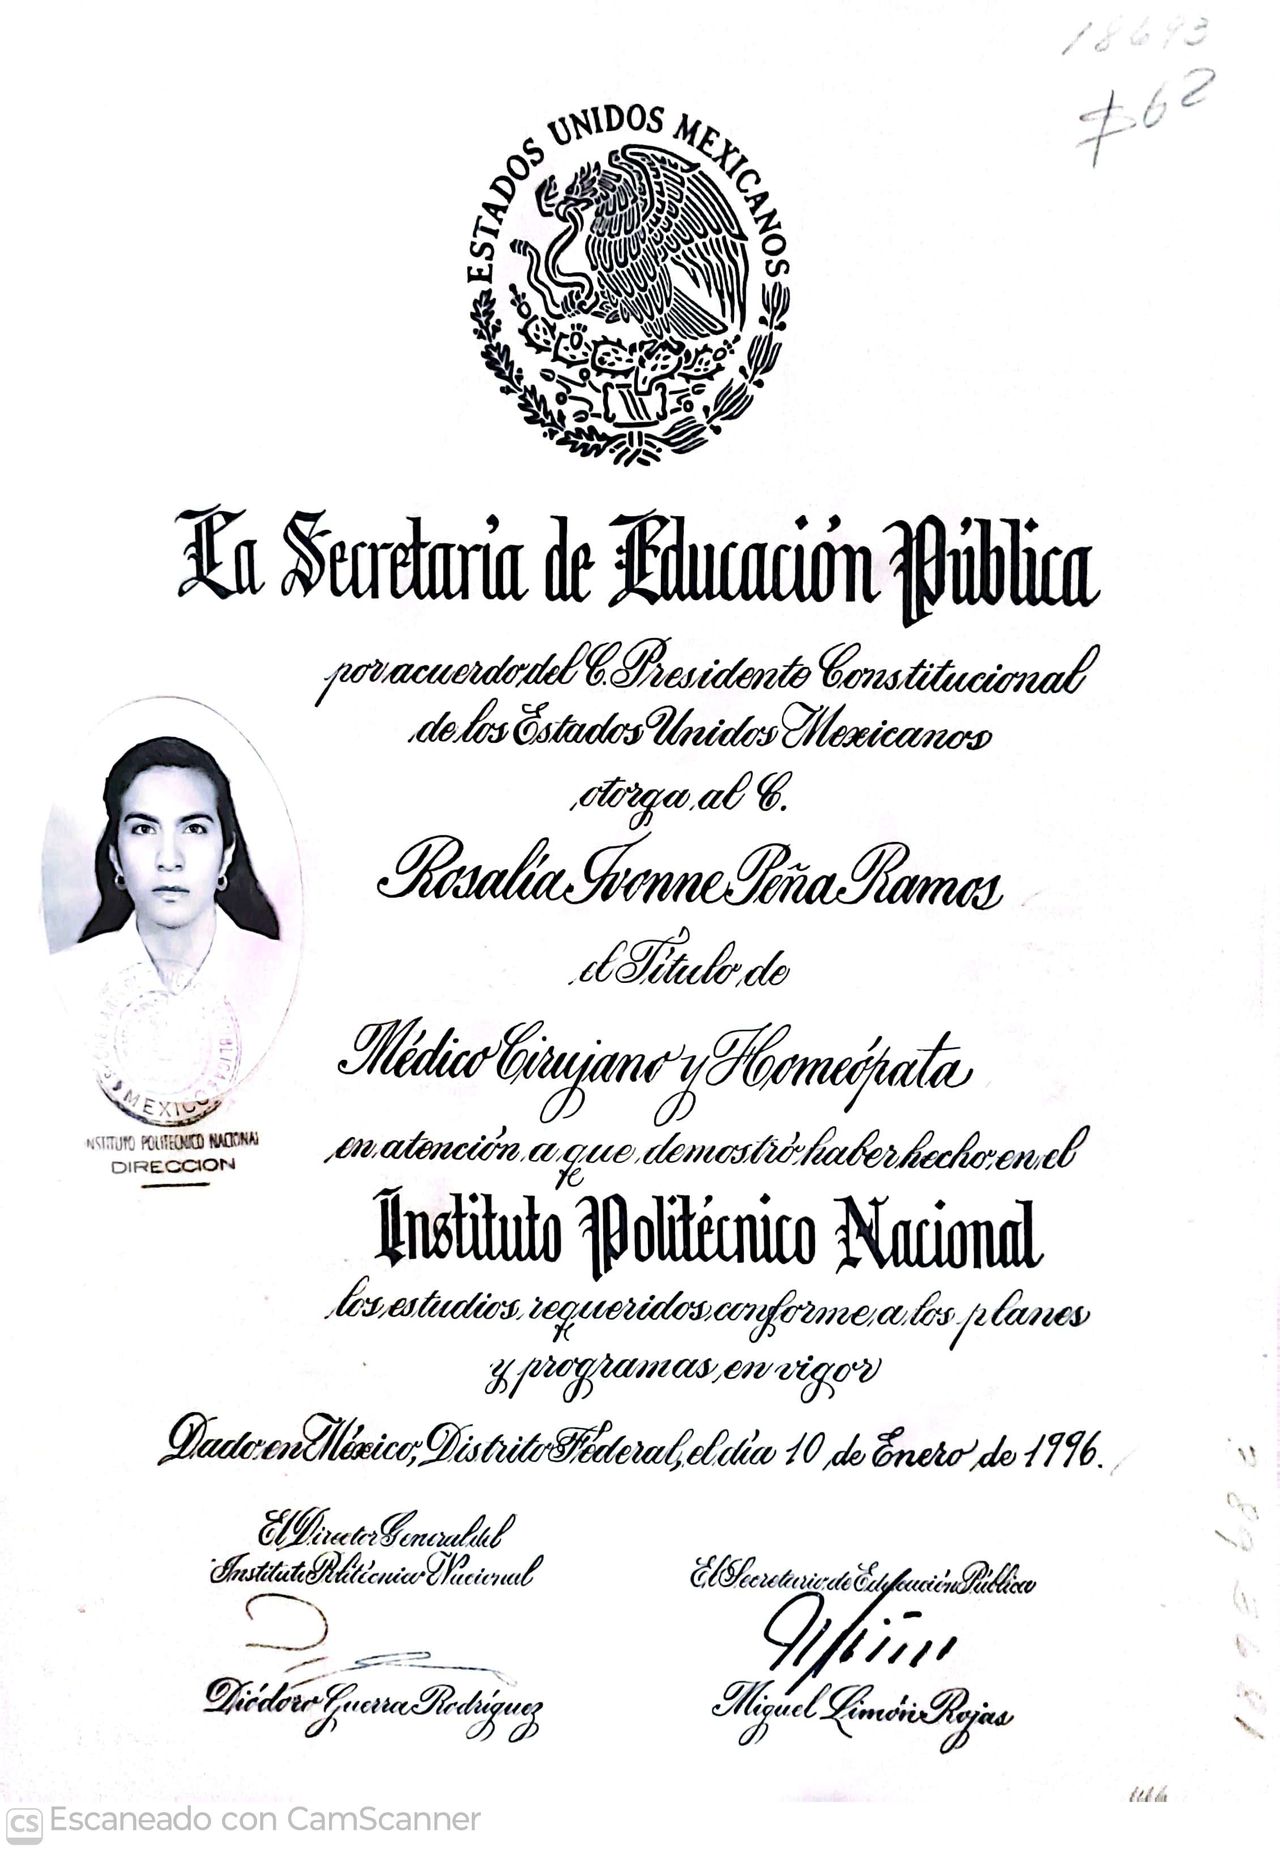 18693
$62
ESTADOS UNIDOS MEXICANOS
La Secretaría de Educación Pública
por acuerdo del C. Presidente Constitucional
de los Estados Unidos Mexicanos
otorga al C.
Rosalía Ivonne Peña Ramos
el Título de
Médico Cirujano y Homeópata
MEXICO
INSTITUTO POLITECNICO NACIONAL
DIRECCION
en atención a que demostró haber hecho en el
Instituto Politécnico Nacional
los estudios requeridos conforme a los planes
y programas en vigor
Dado en México, Distrito Federal, el día 10 de Enero de 1996.
El Director General del
Instituto Politécnico Nacional
El Secretario de Educación Pública
Diódoro Guerra Rodríguez
Miguel Limón Rojas
CS Escaneado con CamScanner